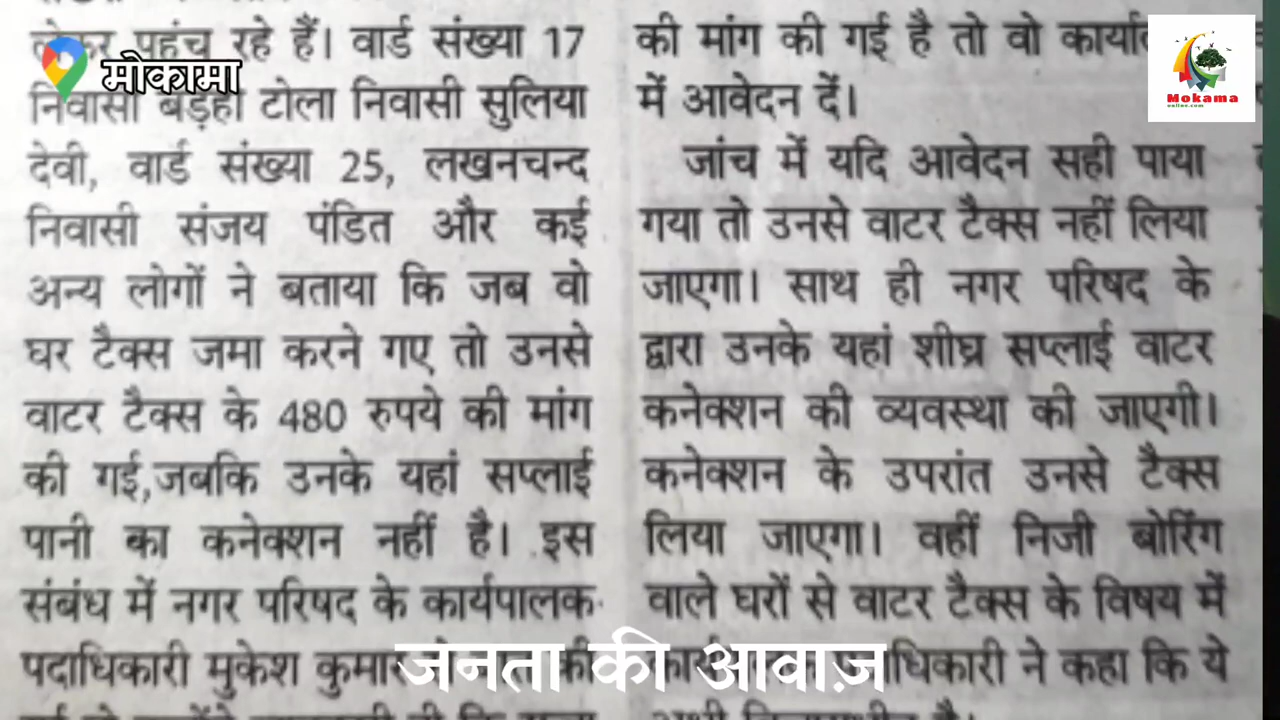 मोकामा
Mokama
online.com
लेकर पहुंच रहे हैं। वार्ड संख्या 17
निवासी बड़ही टोला निवासी सुलिया
देवी, वार्ड संख्या 25, लखनचन्द
निवासी संजय पंडित और कई
अन्य लोगों ने बताया कि जब वो
घर टैक्स जमा करने गए तो उनसे
वाटर टैक्स के 480 रुपये की मांग
की गई,जबकि उनके यहां सप्लाई
पानी का कनेक्शन नहीं है। इस
संबंध में नगर परिषद के कार्यपालक
पदाधिकारी मुकेश कुमार की
की मांग की गई है तो वो
में आवेदन दें।
जांच में यदि आवेदन सही पाया
गया तो उनसे वाटर टैक्स नहीं लिया
जाएगा। साथ ही नगर परिषद के
द्वारा उनके यहां शीघ्र सप्लाई वाटर
कनेक्शन की व्यवस्था की जाएगी।
कनेक्शन के उपरांत उनसे टैक्स
लिया जाएगा। वहीं निजी बोरिंग
वाले घरों से वाटर टैक्स के विषय में
ने कहा कि ये
जनता की आवाज़